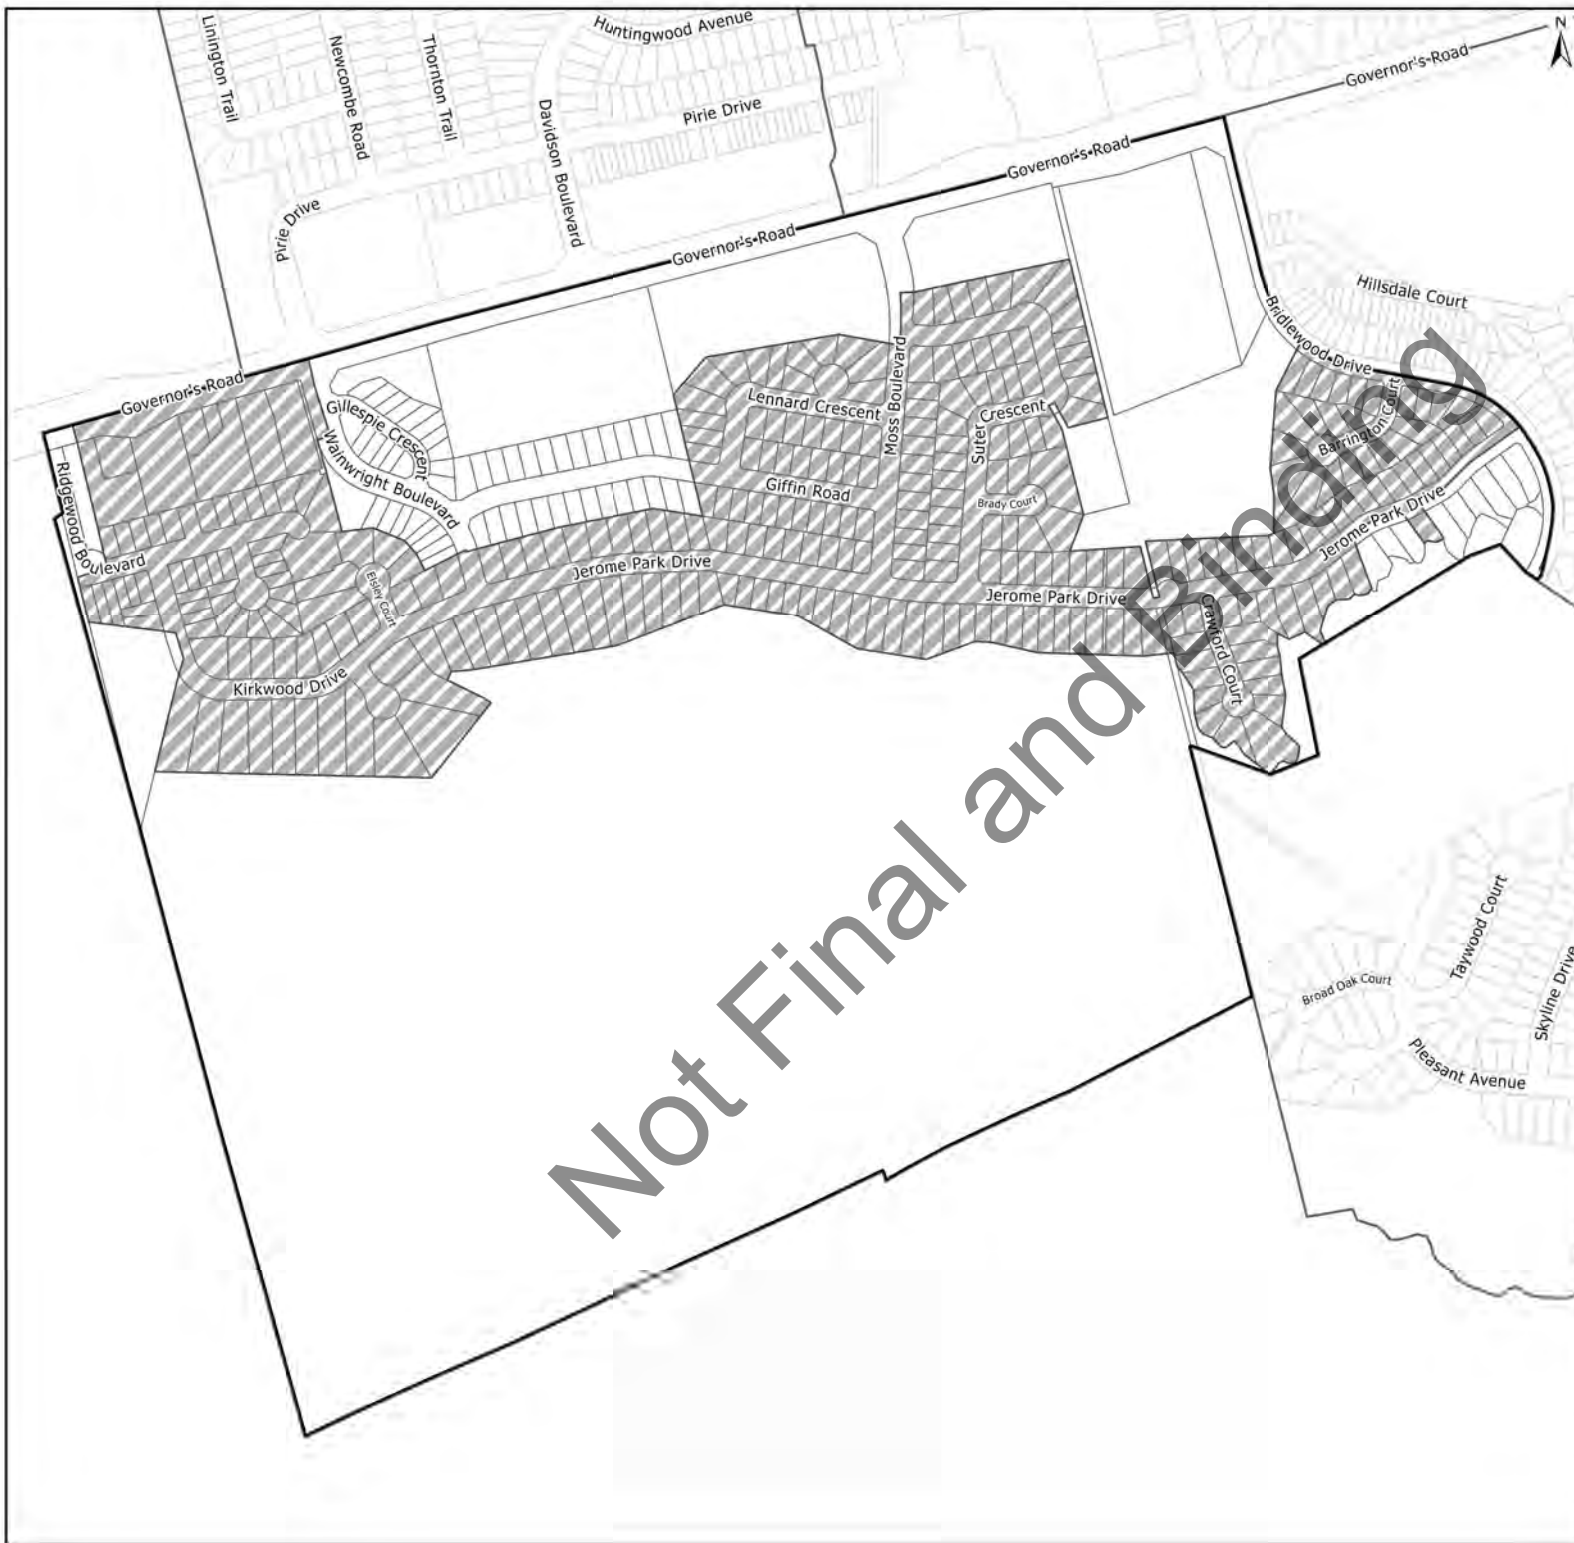 Linington Trail
Newcombe Road
Thornton Trail
Huntingwood Avenue
Davidson Boulevard
Pirie Drive
Pirie Drive
N
Governor's Road
Governor's Road
Governor's Road
Governor's Road
Hillsdale Court
Bridlewood Drive
Barrington Court
Gillespie Crescent
Wainwright Boulevard
Lennard Crescent
Moss Boulevard
Suter Crescent
Giffin Road
Brady Court
Ridgewood Boulevard
Jerome Park Drive
Jerome Park Drive
Jerome Park Drive
Elsley Court
Crawford Court
Kirkwood Drive
Taywood Court
Broad Oak Court
Skyline Drive
Pleasant Avenue
Not Final and Binding